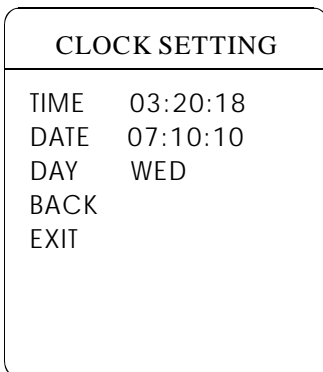 CLOCK SETTING
TIME 03:20:18
DATE 07:10:10
DAY WED
BACK
EXIT